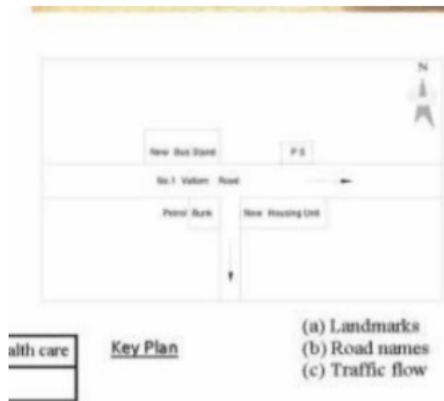 N
New Bus Stand
P S
No.1 Vallam Road
Petrol Bunk
New Housing Unit
(a) Landmarks
alth care
Key Plan
(b) Road names
(c) Traffic flow